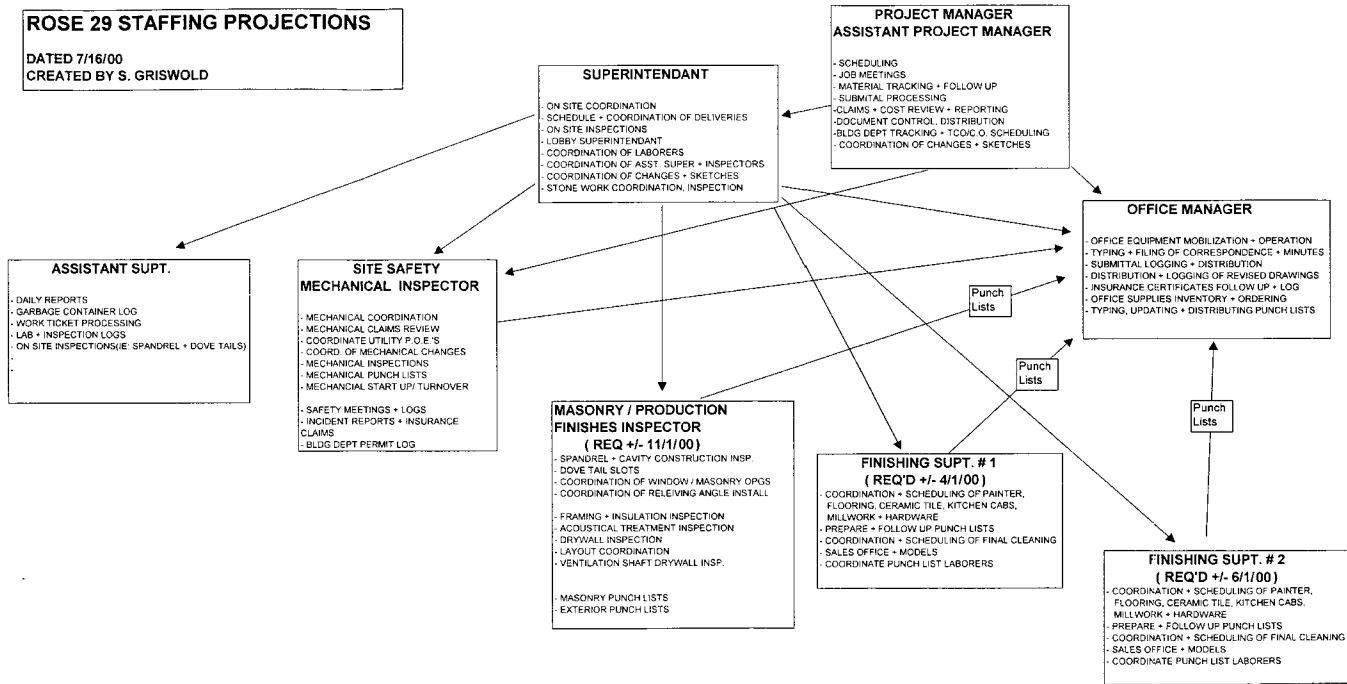 ROSE 29 STAFFING PROJECTIONS
DATED 7/16/00
CREATED BY S. GRISWOLD
PROJECT MANAGER
ASSISTANT PROJECT MANAGER
- SCHEDULING
- JOB MEETINGS
- MATERIAL TRACKING + FOLLOW UP
- SUBMITAL PROCESSING
-CLAIMS + COST REVIEW + REPORTING
-DOCUMENT CONTROL, DISTRIBUTION
-BLDG DEPT TRACKING + TCO/C.O. SCHEDULING
- COORDINATION OF CHANGES + SKETCHES
SUPERINTENDANT
- ON SITE COORDINATION
- SCHEDULE + COORDINATION OF DELIVERIES
- ON SITE INSPECTIONS
- LOBBY SUPERINTENDANT
- COORDINATION OF LABORERS
- COORDINATION OF ASST. SUPER + INSPECTORS
- COORDINATION OF CHANGES + SKETCHES
- STONE WORK COORDINATION, INSPECTION
OFFICE MANAGER
- OFFICE EQUIPMENT MOBILIZATION + OPERATION
- TYPING + FILING OF CORRESPONDENCE + MINUTES
- SUBMITTAL LOGGING + DISTRIBUTION
- DISTRIBUTION + LOGGING OF REVISED DRAWINGS
- INSURANCE CERTIFICATES FOLLOW UP + LOG
- OFFICE SUPPLIES INVENTORY + ORDERING
- TYPING, UPDATING + DISTRIBUTING PUNCH LISTS
ASSISTANT SUPT.
- DAILY REPORTS
- GARBAGE CONTAINER LOG
- WORK TICKET PROCESSING
- LAB + INSPECTION LOGS
- ON SITE INSPECTIONS(IE: SPANDREL + DOVE TAILS)
-
-
SITE SAFETY
MECHANICAL INSPECTOR
- MECHANICAL COORDINATION
- MECHANICAL CLAIMS REVIEW
- COORDINATE UTILITY P.O.E.'S
- COORD. OF MECHANICAL CHANGES
- MECHANICAL INSPECTIONS
- MECHANICAL PUNCH LISTS
- MECHANCIAL START UP/ TURNOVER
- SAFETY MEETINGS + LOGS
- INCIDENT REPORTS + INSURANCE
CLAIMS
- BLDG DEPT PERMIT LOG
Punch
Lists
Punch
Lists
Punch
Lists
MASONRY / PRODUCTION
FINISHES INSPECTOR
( REQ +/- 11/1/00)
- SPANDREL + CAVITY CONSTRUCTION INSP.
- DOVE TAIL SLOTS
- COORDINATION OF WINDOW / MASONRY OPGS
- COORDINATION OF RELEIVING ANGLE INSTALL
- FRAMING + INSULATION INSPECTION
- ACOUSTICAL TREATMENT INSPECTION
- DRYWALL INSPECTION
- LAYOUT COORDINATION
- VENTILATION SHAFT DRYWALL INSP.
- MASONRY PUNCH LISTS
- EXTERIOR PUNCH LISTS
FINISHING SUPT. # 1
( REQ'D +/- 4/1/00)
- COORDINATION + SCHEDULING OF PAINTER,
FLOORING, CERAMIC TILE, KITCHEN CABS,
MILLWORK + HARDWARE
- PREPARE + FOLLOW UP PUNCH LISTS
- COORDINATION + SCHEDULING OF FINAL CLEANING
- SALES OFFICE + MODELS
- COORDINATE PUNCH LIST LABORERS
FINISHING SUPT. # 2
( REQ'D +/- 6/1/00)
- COORDINATION + SCHEDULING OF PAINTER,
FLOORING, CERAMIC TILE, KITCHEN CABS,
MILLWORK + HARDWARE
- PREPARE + FOLLOW UP PUNCH LISTS
- COORDINATION + SCHEDULING OF FINAL CLEANING
- SALES OFFICE + MODELS
- COORDINATE PUNCH LIST LABORERS